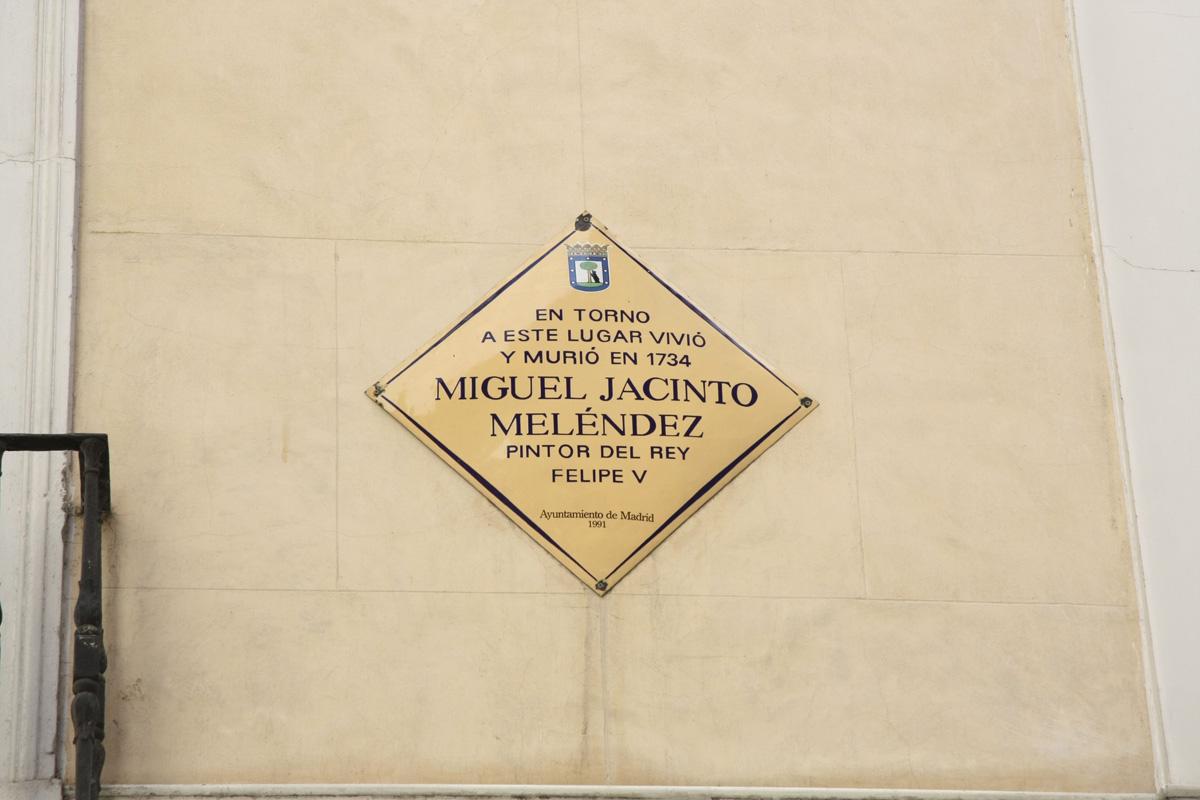 EN TORNO
A ESTE LUGAR VIVIÓ
Y MURIÓ EN 1734
MIGUEL JACINTO
MELÉNDEZ
PINTOR DEL REY
FELIPE V
Ayuntamiento de Madrid
1991